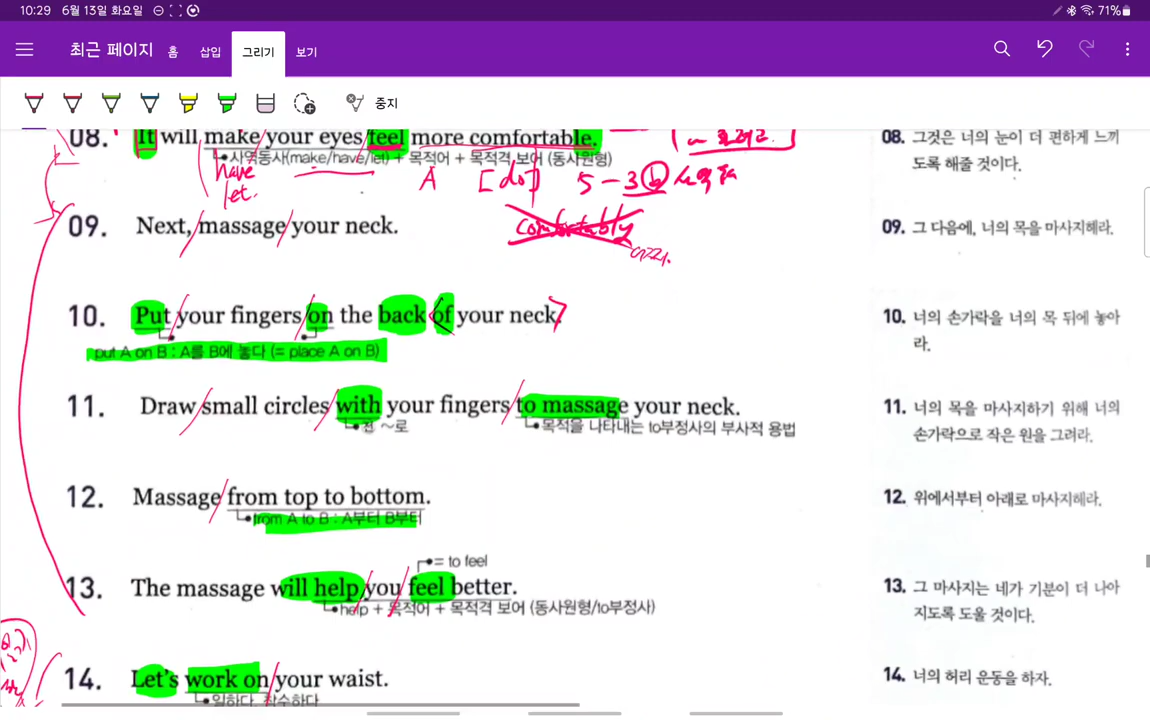 10:29 6월 13일 화요일 71%
최근 페이지 홈 삽입 그리기 보기
중지
08. It will make your eyes feel more comfortable.
사역동사(make/have/let) + 목적어 + 목적격 보어 (동사원형)
have
let.
A [do] 5 - 3
comfortably
08. 그것은 너의 눈이 더 편하게 느끼
도록 해줄 것이다.
09. Next, massage your neck.
09. 그 다음에, 너의 목을 마사지해라.
10. Put your fingers on the back of your neck.
put A on B : A를 B에 놓다 (= place A on B)
10. 너의 손가락을 너의 목 뒤에 놓아
라.
11. Draw small circles with your fingers to massage your neck.
전 ~로
목적을 나타내는 to부정사의 부사적 용법
11. 너의 목을 마사지하기 위해 너의
손가락으로 작은 원을 그려라.
12. Massage from top to bottom.
from A to B : A부터 B부터
12. 위에서부터 아래로 마사지해라.
= to feel
13. The massage will help you feel better.
help + 목적어 + 목적격 보어 (동사원형/to부정사)
13. 그 마사지는 네가 기분이 더 나아
지도록 도울 것이다.
14. Let's work on your waist.
일하다, 착수하다
14. 너의 허리 운동을 하자.